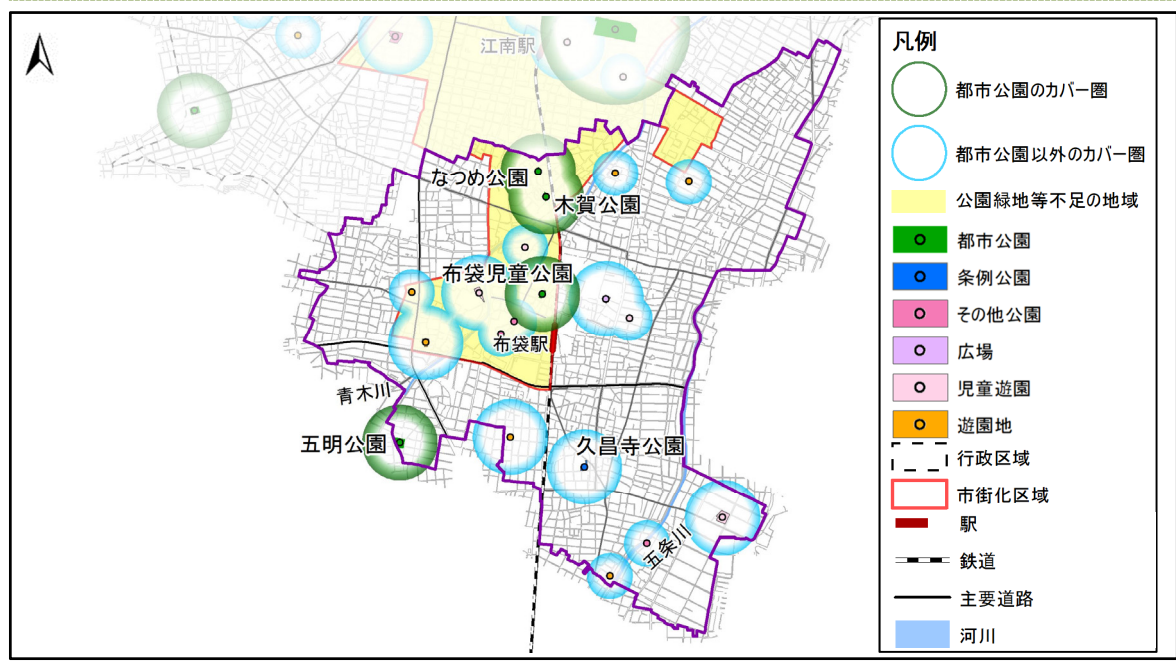 江南駅
なつめ公園
木賀公園
布袋児童公園
布袋駅
青木川
五明公園
久昌寺公園
五条川
凡例
都市公園のカバー圏
都市公園以外のカバー圏
公園緑地等不足の地域
都市公園
条例公園
その他公園
広場
児童遊園
遊園地
行政区域
市街化区域
駅
鉄道
主要道路
河川